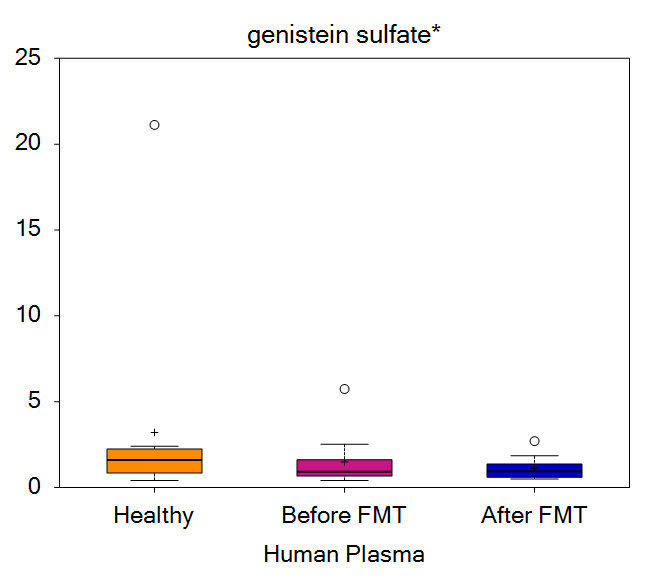 genistein sulfate*
25
20
15
10
5
0
Healthy
Before FMT
After FMT
Human Plasma